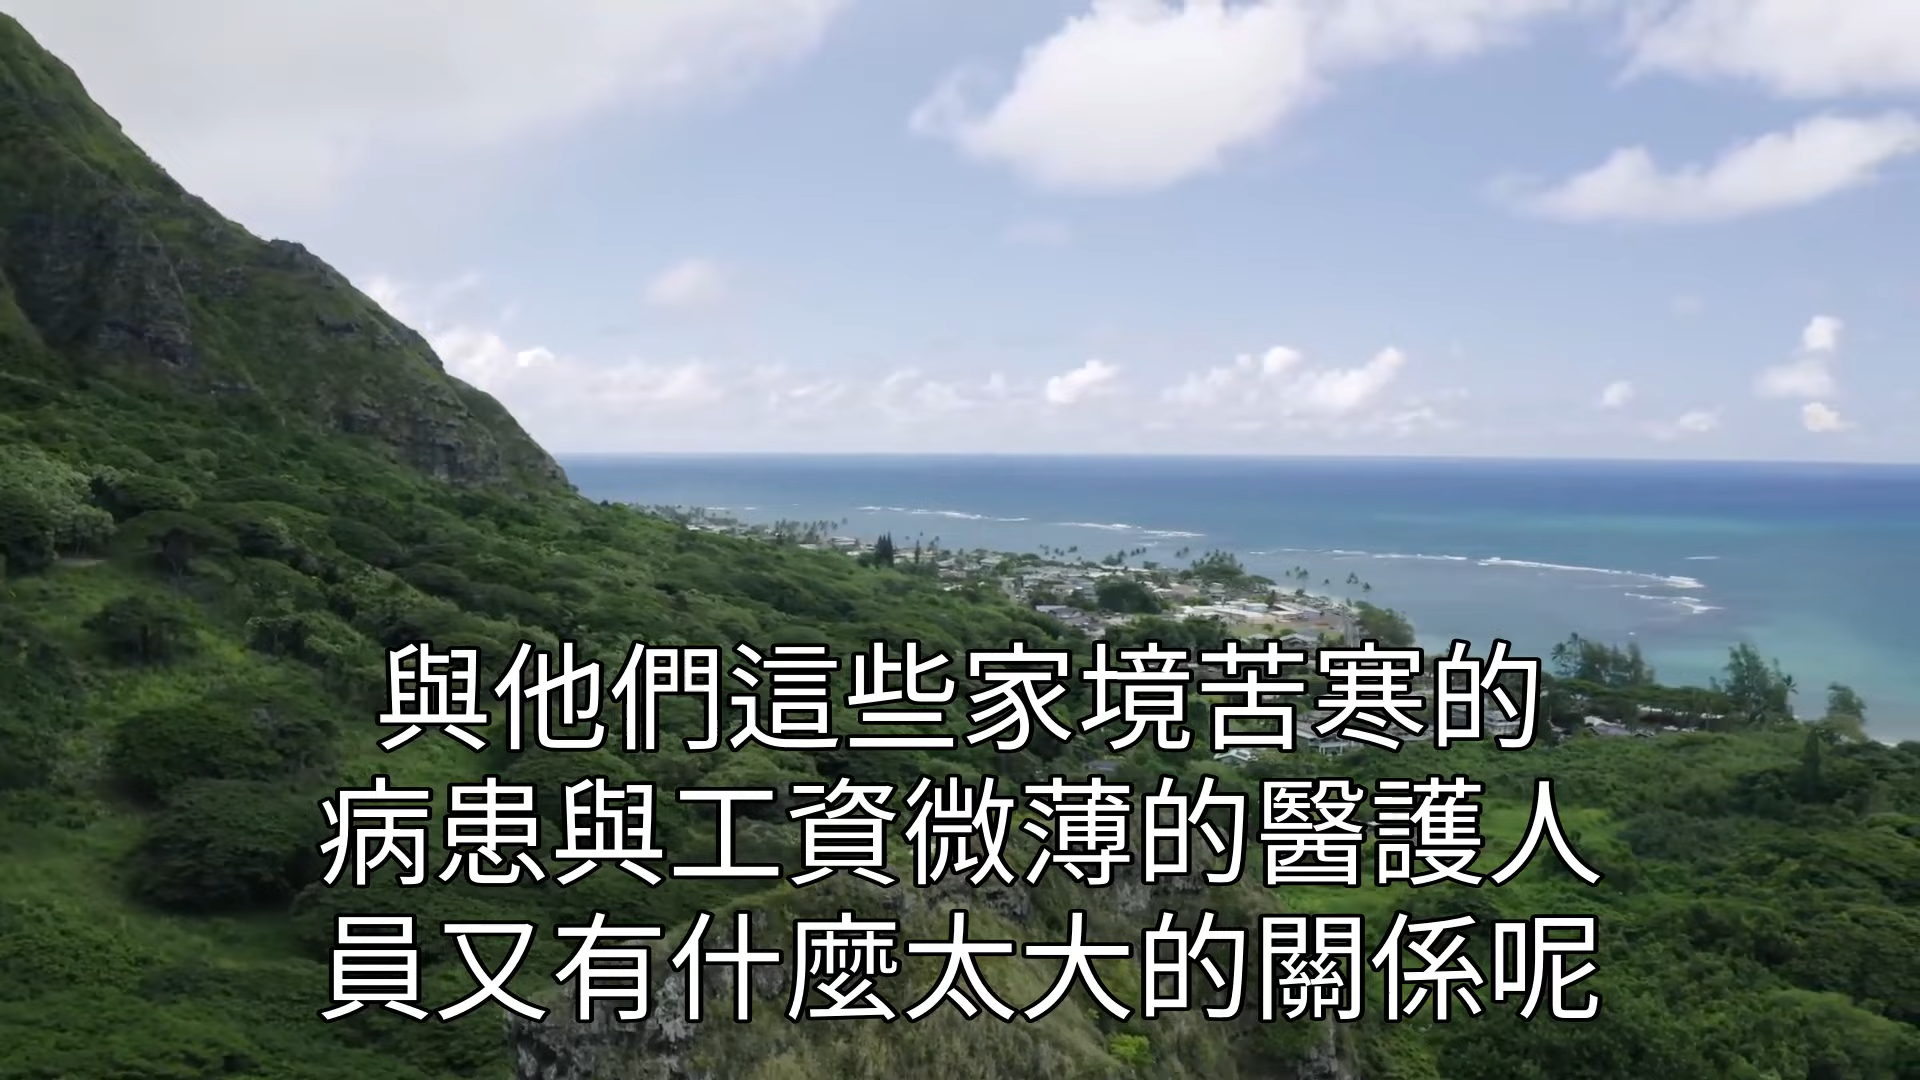 與他們這些家境苦寒的
病患與工資微薄的醫護人
員又有什麼太大的關係呢